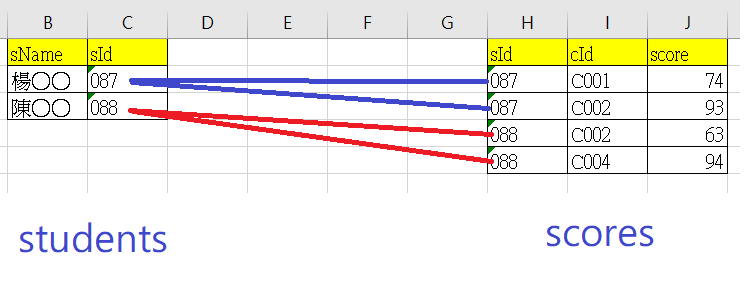 B C D E F G H I J
sName sId sId cId score
楊〇〇 087 087 C001 74
陳〇〇 088 087 C002 93
088 C002 63
088 C004 94
students scores